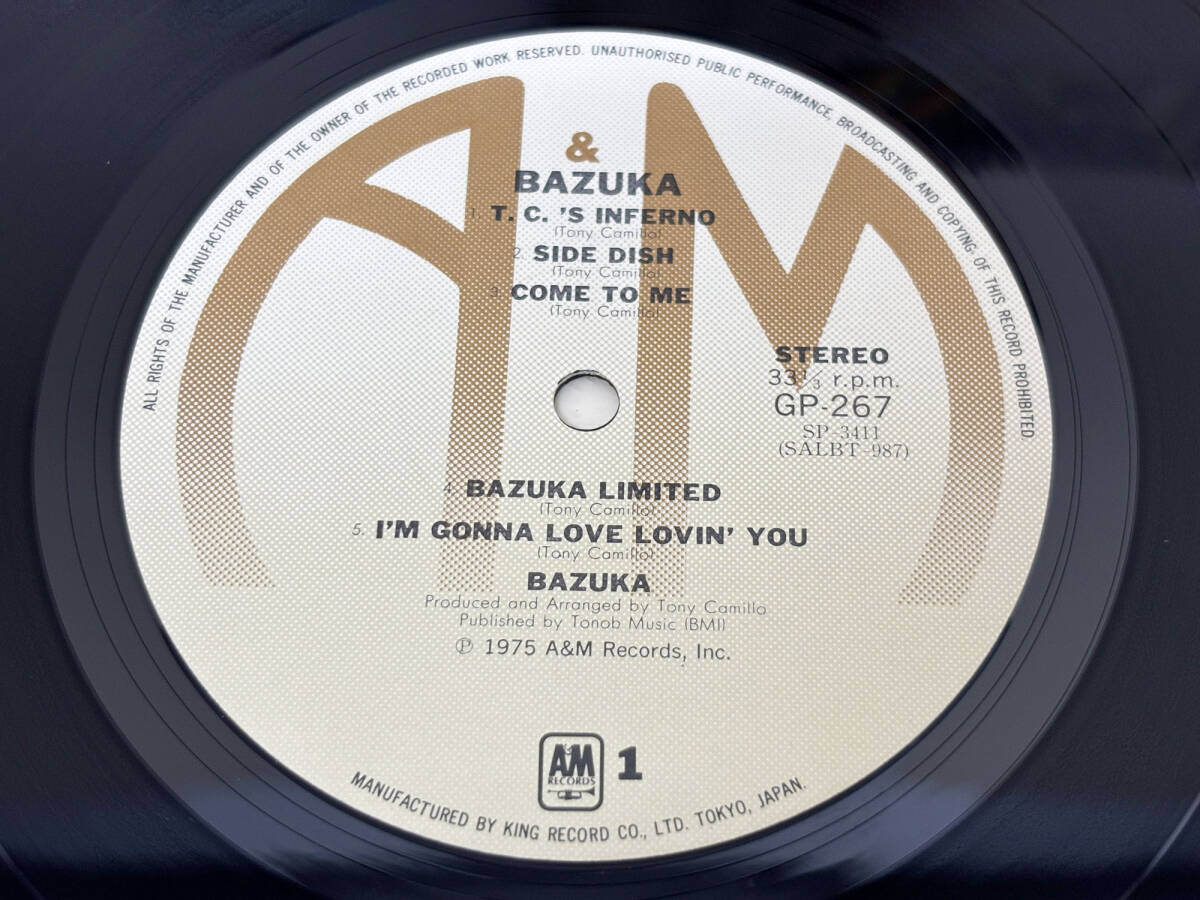 ALL RIGHTS OF THE MANUFACTURER AND OF THE OWNER OF THE RECORDED WORK RESERVED. UNAUTHORISED PUBLIC PERFORMANCE, BROADCASTING AND COPYING OF THIS RECORD PROHIBITED.
A & M
BAZUKA
1. T. C. 'S INFERNO
(Tony Camillo)
2. SIDE DISH
(Tony Camillo)
3. COME TO ME
(Tony Camillo)
STEREO
33⅓ r.p.m.
GP-267
SP-3411
(SALBT-987)
4. BAZUKA LIMITED
(Tony Camillo)
5. I'M GONNA LOVE LOVIN' YOU
(Tony Camillo)
BAZUKA
Produced and Arranged by Tony Camillo
Published by Tonob Music (BMI)
℗ 1975 A&M Records, Inc.
A&M RECORDS
1
MANUFACTURED BY KING RECORD CO., LTD. TOKYO, JAPAN.